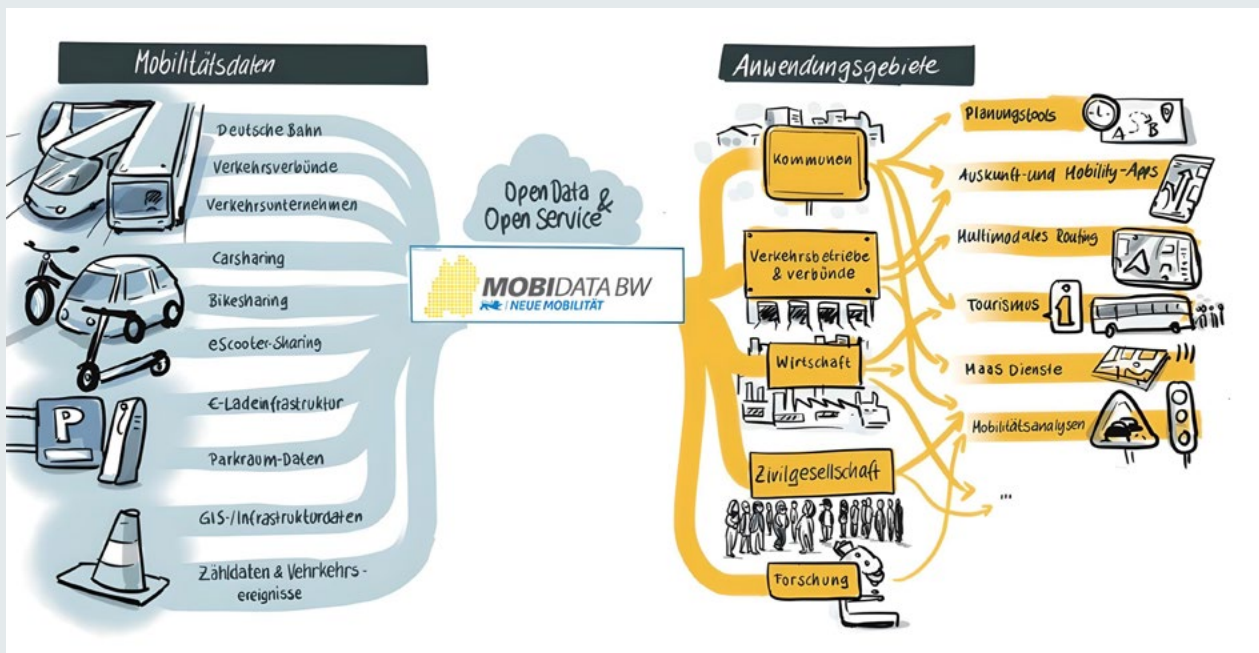 Mobilitätsdaten
Deutsche Bahn
Verkehrsverbünde
Verkehrsunternehmen
Carsharing
Bikesharing
eScooter-Sharing
€-Ladeinfrastruktur
P
Parkraum-Daten
GIS-/Infrastrukturdaten
Zähldaten & Vehrkehrs-
ereignisse
Open Data &
Open Service
MOBIDATA BW
NEUE MOBILITÄT
Anwendungsgebiete
Kommunen
Verkehrsbetriebe
& verbünde
Wirtschaft
Zivilgesellschaft
Forschung
Planungstools
A
B
Auskunft-und Mobility-Apps
Multimodales Routing
Tourismus
i
MaaS Dienste
Mobilitätsanalysen
...